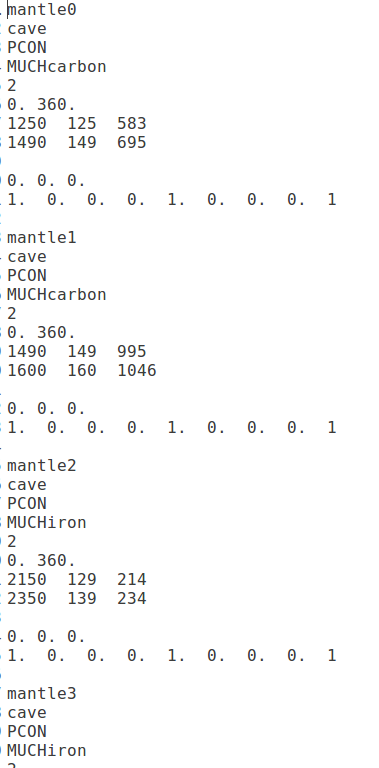 mantle0
cave
PCON
MUCHcarbon
2
0. 360.
1250  125  583
1490  149  695
0. 0. 0.
1.  0.  0.  0.  1.  0.  0.  0.  1
mantle1
cave
PCON
MUCHcarbon
2
0. 360.
1490  149  995
1600  160  1046
0. 0. 0.
1.  0.  0.  0.  1.  0.  0.  0.  1
mantle2
cave
PCON
MUCHiron
2
0. 360.
2150  129  214
2350  139  234
0. 0. 0.
1.  0.  0.  0.  1.  0.  0.  0.  1
mantle3
cave
PCON
MUCHiron